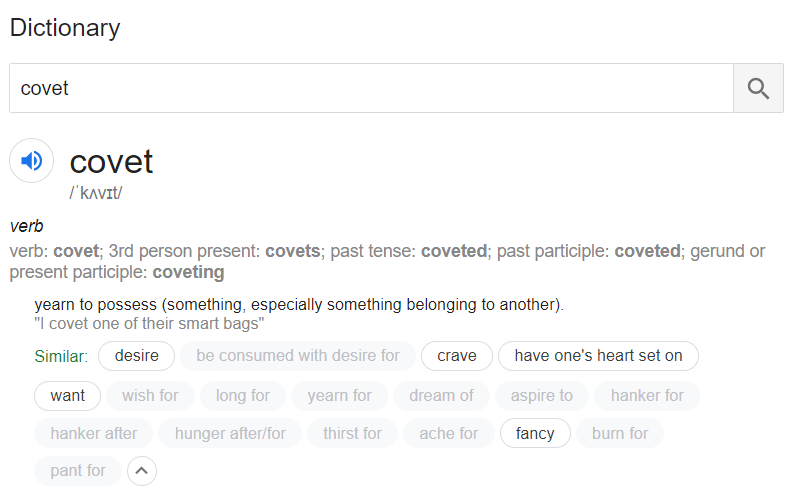 Dictionary
covet
covet
/ˈkʌvɪt/
verb
verb: covet; 3rd person present: covets; past tense: coveted; past participle: coveted; gerund or
present participle: coveting
yearn to possess (something, especially something belonging to another).
"I covet one of their smart bags"
Similar: desire be consumed with desire for crave have one's heart set on
want wish for long for yearn for dream of aspire to hanker for
hanker after hunger after/for thirst for ache for fancy burn for
pant for